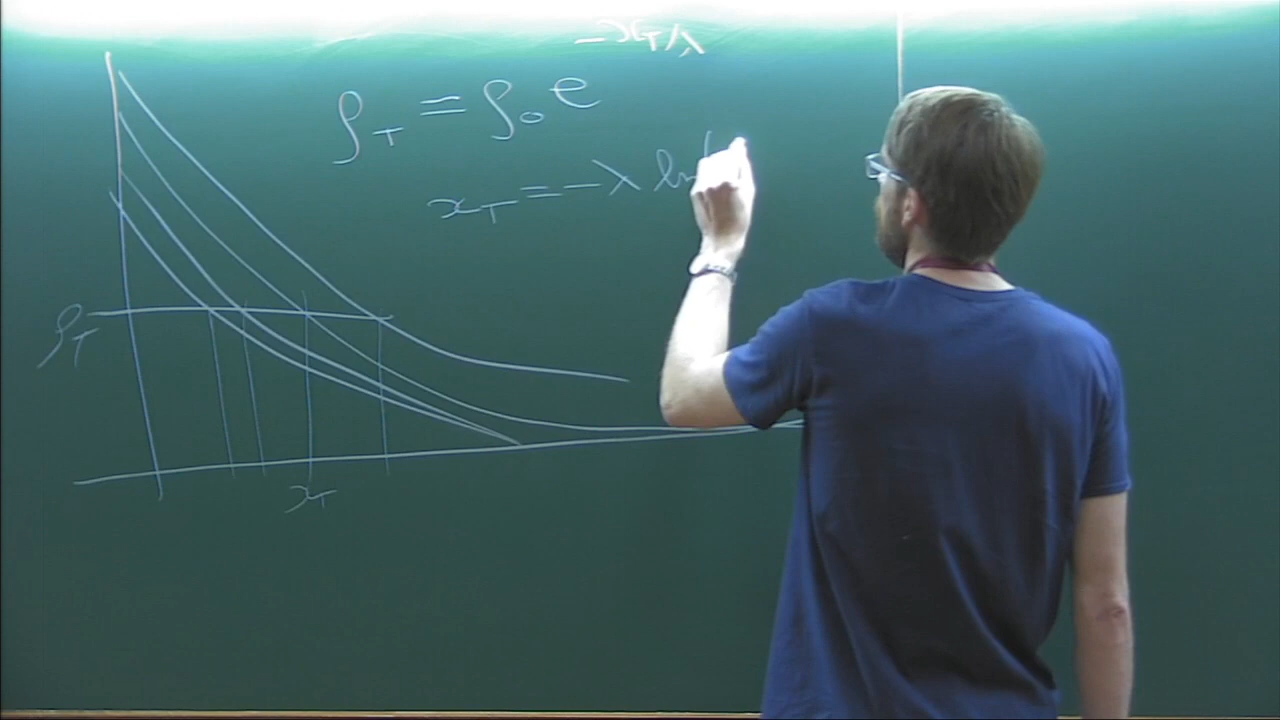 ρ_T = ρ_0 e^{-x_T/λ}
x_T = -λ ln(
ρ_T
x_T